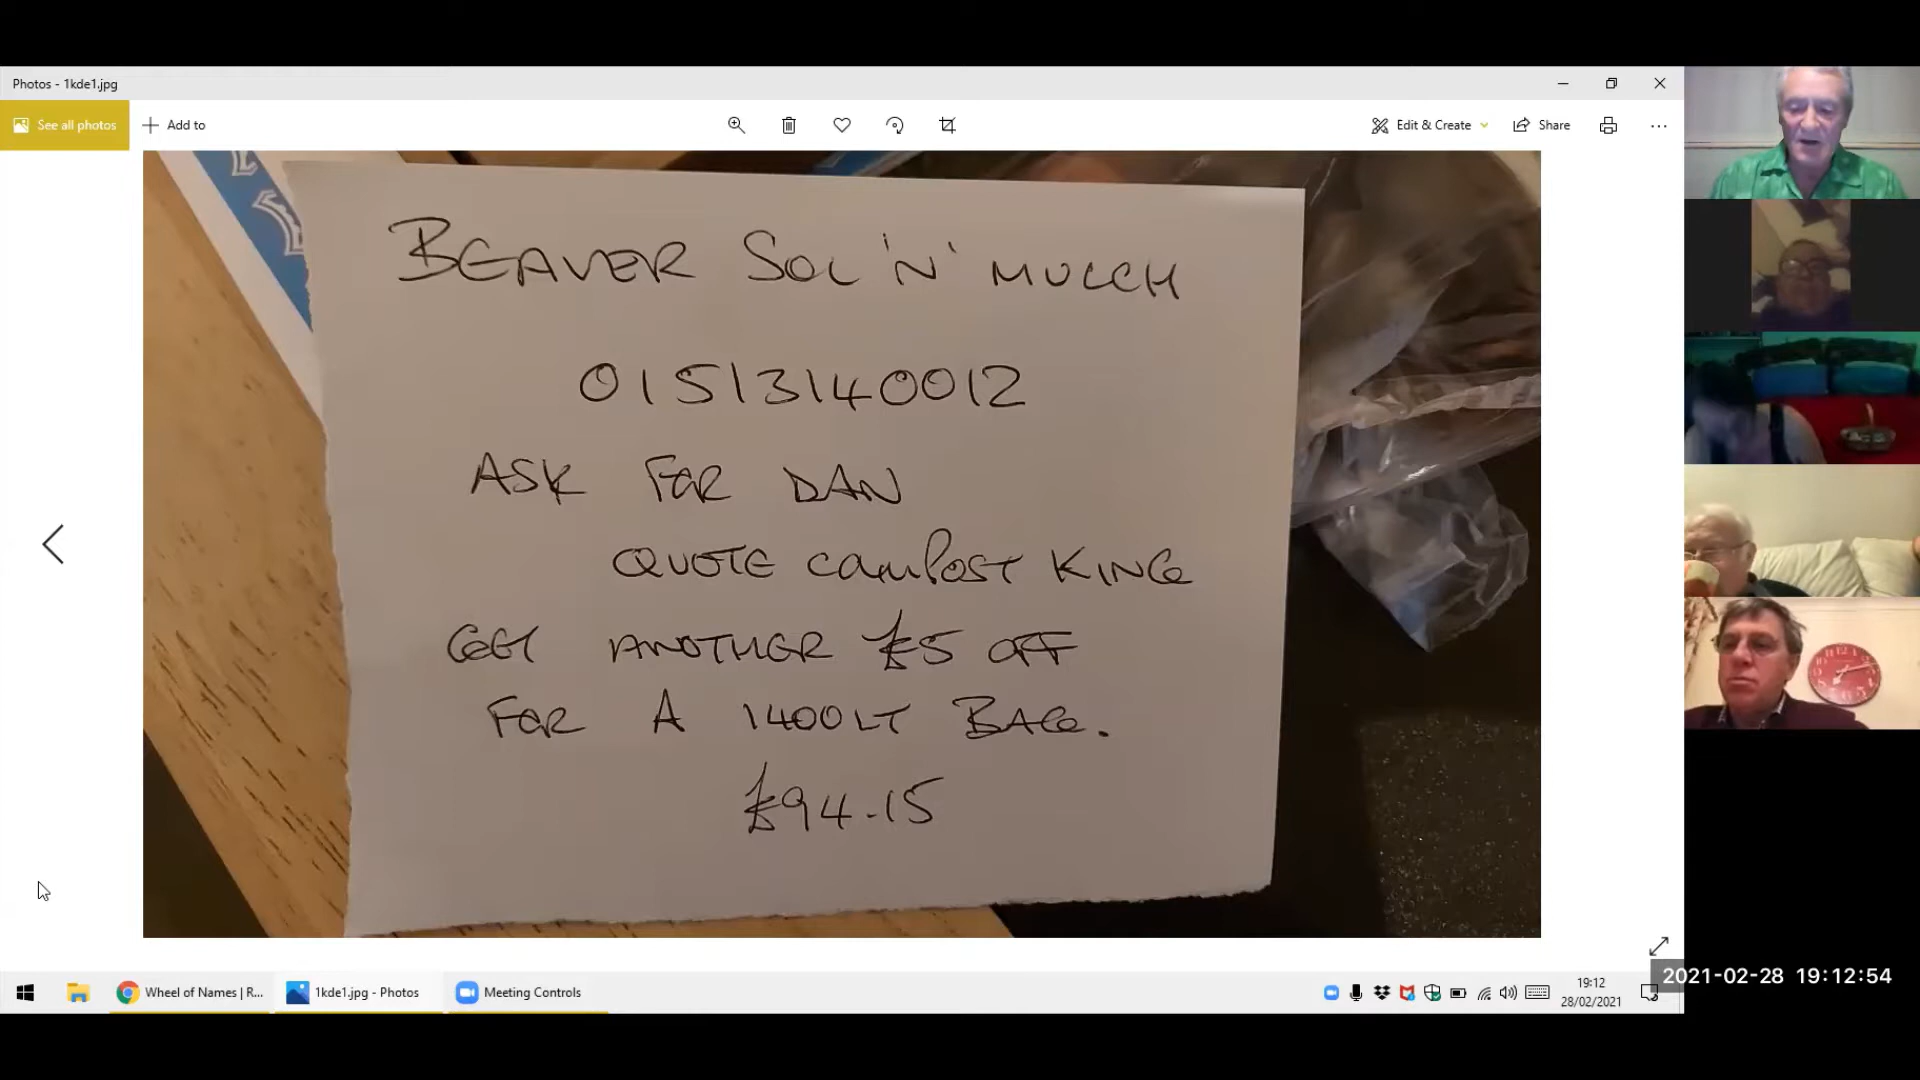 Photos - 1kde1.jpg
See all photos
Add to
Edit & Create
Share
BEAVER SOL 'N' MULCH
01513140012
ASK FOR DAN
QUOTE COMPOST KING
GET ANOTHER £5 OFF
FOR A 1400LT BAG.
£94.15
Wheel of Names | R...
1kde1.jpg - Photos
Meeting Controls
19:12
28/02/2021
2021-02-28 19:12:54